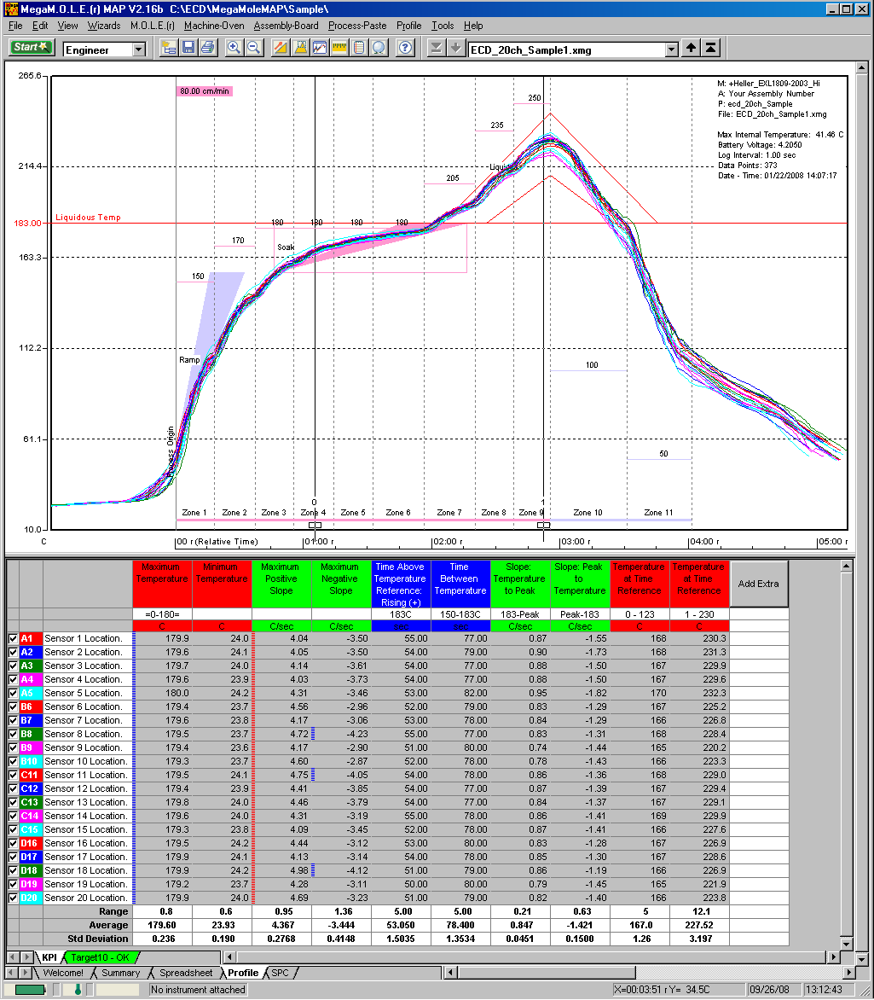 MegaM.O.L.E.(r) MAP V2.16b  C:\ECD\MegaMoleMAP\Sample\
File Edit View Wizards M.O.L.E.(r) Machine-Oven Assembly-Board Process-Paste Profile Tools Help
Start Engineer ECD_20ch_Sample1.xmg
265.6
80.00 cm/min
M: +Heller_EXL1809-2003_Hi
A: Your Assembly Number
P: ecd_20ch_Sample
File: ECD_20ch_Sample1.xmg
Max Internal Temperature: 41.46 C
Battery Voltage: 4.2050
Log Interval: 1.00 sec
Data Points: 373
Date - Time: 01/22/2008 14:07:17
250
235
214.4
Liquid
205
Liquidous Temp
183.00
180 180 180 180
170
Soak
163.3
150
112.2
Ramp
100
61.1
Process Origin
50
0 1
Zone 1 Zone 2 Zone 3 Zone 4 Zone 5 Zone 6 Zone 7 Zone 8 Zone 9 Zone 10 Zone 11
10.0
C 00 r (Relative Time) 01:00 r 02:00 r 03:00 r 04:00 r 05:00 r
Maximum Temperature Minimum Temperature Maximum Positive Slope Maximum Negative Slope Time Above Temperature Reference: Rising (+) Time Between Temperature Slope: Temperature to Peak Slope: Peak to Temperature Temperature at Time Reference Temperature at Time Reference Add Extra
=0-180= 183C 150-183C 183-Peak Peak-183 0 - 123 1 - 230
C C C/sec C/sec sec sec C/sec C/sec C C
A1 Sensor 1 Location. 179.9 24.0 4.04 -3.50 55.00 77.00 0.87 -1.55 168 230.3
A2 Sensor 2 Location. 179.6 24.1 4.05 -3.50 54.00 79.00 0.90 -1.73 168 231.3
A3 Sensor 3 Location. 179.7 24.0 4.14 -3.61 54.00 77.00 0.88 -1.50 167 229.9
A4 Sensor 4 Location. 179.6 23.9 4.03 -3.73 54.00 77.00 0.88 -1.50 167 229.6
A5 Sensor 5 Location. 180.0 24.2 4.31 -3.46 53.00 82.00 0.95 -1.82 170 232.3
B6 Sensor 6 Location. 179.4 23.7 4.56 -2.96 52.00 79.00 0.83 -1.29 167 225.2
B7 Sensor 7 Location. 179.6 23.8 4.17 -3.06 53.00 78.00 0.84 -1.29 166 226.8
B8 Sensor 8 Location. 179.5 23.7 4.72 -4.23 55.00 77.00 0.83 -1.31 168 228.4
B9 Sensor 9 Location. 179.4 23.6 4.17 -2.90 51.00 80.00 0.74 -1.44 165 220.2
B10 Sensor 10 Location. 179.3 23.7 4.60 -2.87 52.00 78.00 0.78 -1.43 166 223.3
C11 Sensor 11 Location. 179.5 24.1 4.75 -4.05 54.00 78.00 0.86 -1.36 168 229.0
C12 Sensor 12 Location. 179.4 23.9 4.41 -3.85 54.00 77.00 0.87 -1.39 167 229.4
C13 Sensor 13 Location. 179.8 24.0 4.46 -3.79 54.00 77.00 0.84 -1.37 167 229.1
C14 Sensor 14 Location. 179.6 24.0 4.31 -3.19 55.00 78.00 0.86 -1.41 169 229.9
C15 Sensor 15 Location. 179.3 23.8 4.09 -3.45 52.00 78.00 0.87 -1.41 166 227.6
D16 Sensor 16 Location. 179.5 24.2 4.44 -3.12 53.00 80.00 0.83 -1.28 167 226.9
D17 Sensor 17 Location. 179.9 24.1 4.13 -3.14 54.00 78.00 0.85 -1.30 167 228.6
D18 Sensor 18 Location. 179.9 24.2 4.98 -4.12 51.00 79.00 0.86 -1.19 166 226.9
D19 Sensor 19 Location. 179.2 23.7 4.28 -3.11 50.00 80.00 0.79 -1.45 165 221.9
D20 Sensor 20 Location. 179.9 24.0 4.69 -3.23 51.00 79.00 0.82 -1.40 166 223.8
Range 0.8 0.6 0.95 1.36 5.00 5.00 0.21 0.63 5 12.1
Average 179.60 23.93 4.367 -3.444 53.050 78.400 0.847 -1.421 167.0 227.52
Std Deviation 0.236 0.190 0.2768 0.4148 1.5035 1.3534 0.0451 0.1500 1.26 3.197
KPI Target10 - OK
Welcome! Summary Spreadsheet Profile SPC
No instrument attached X=00:03:51 r Y= 34.5C 09/26/08 13:12:43